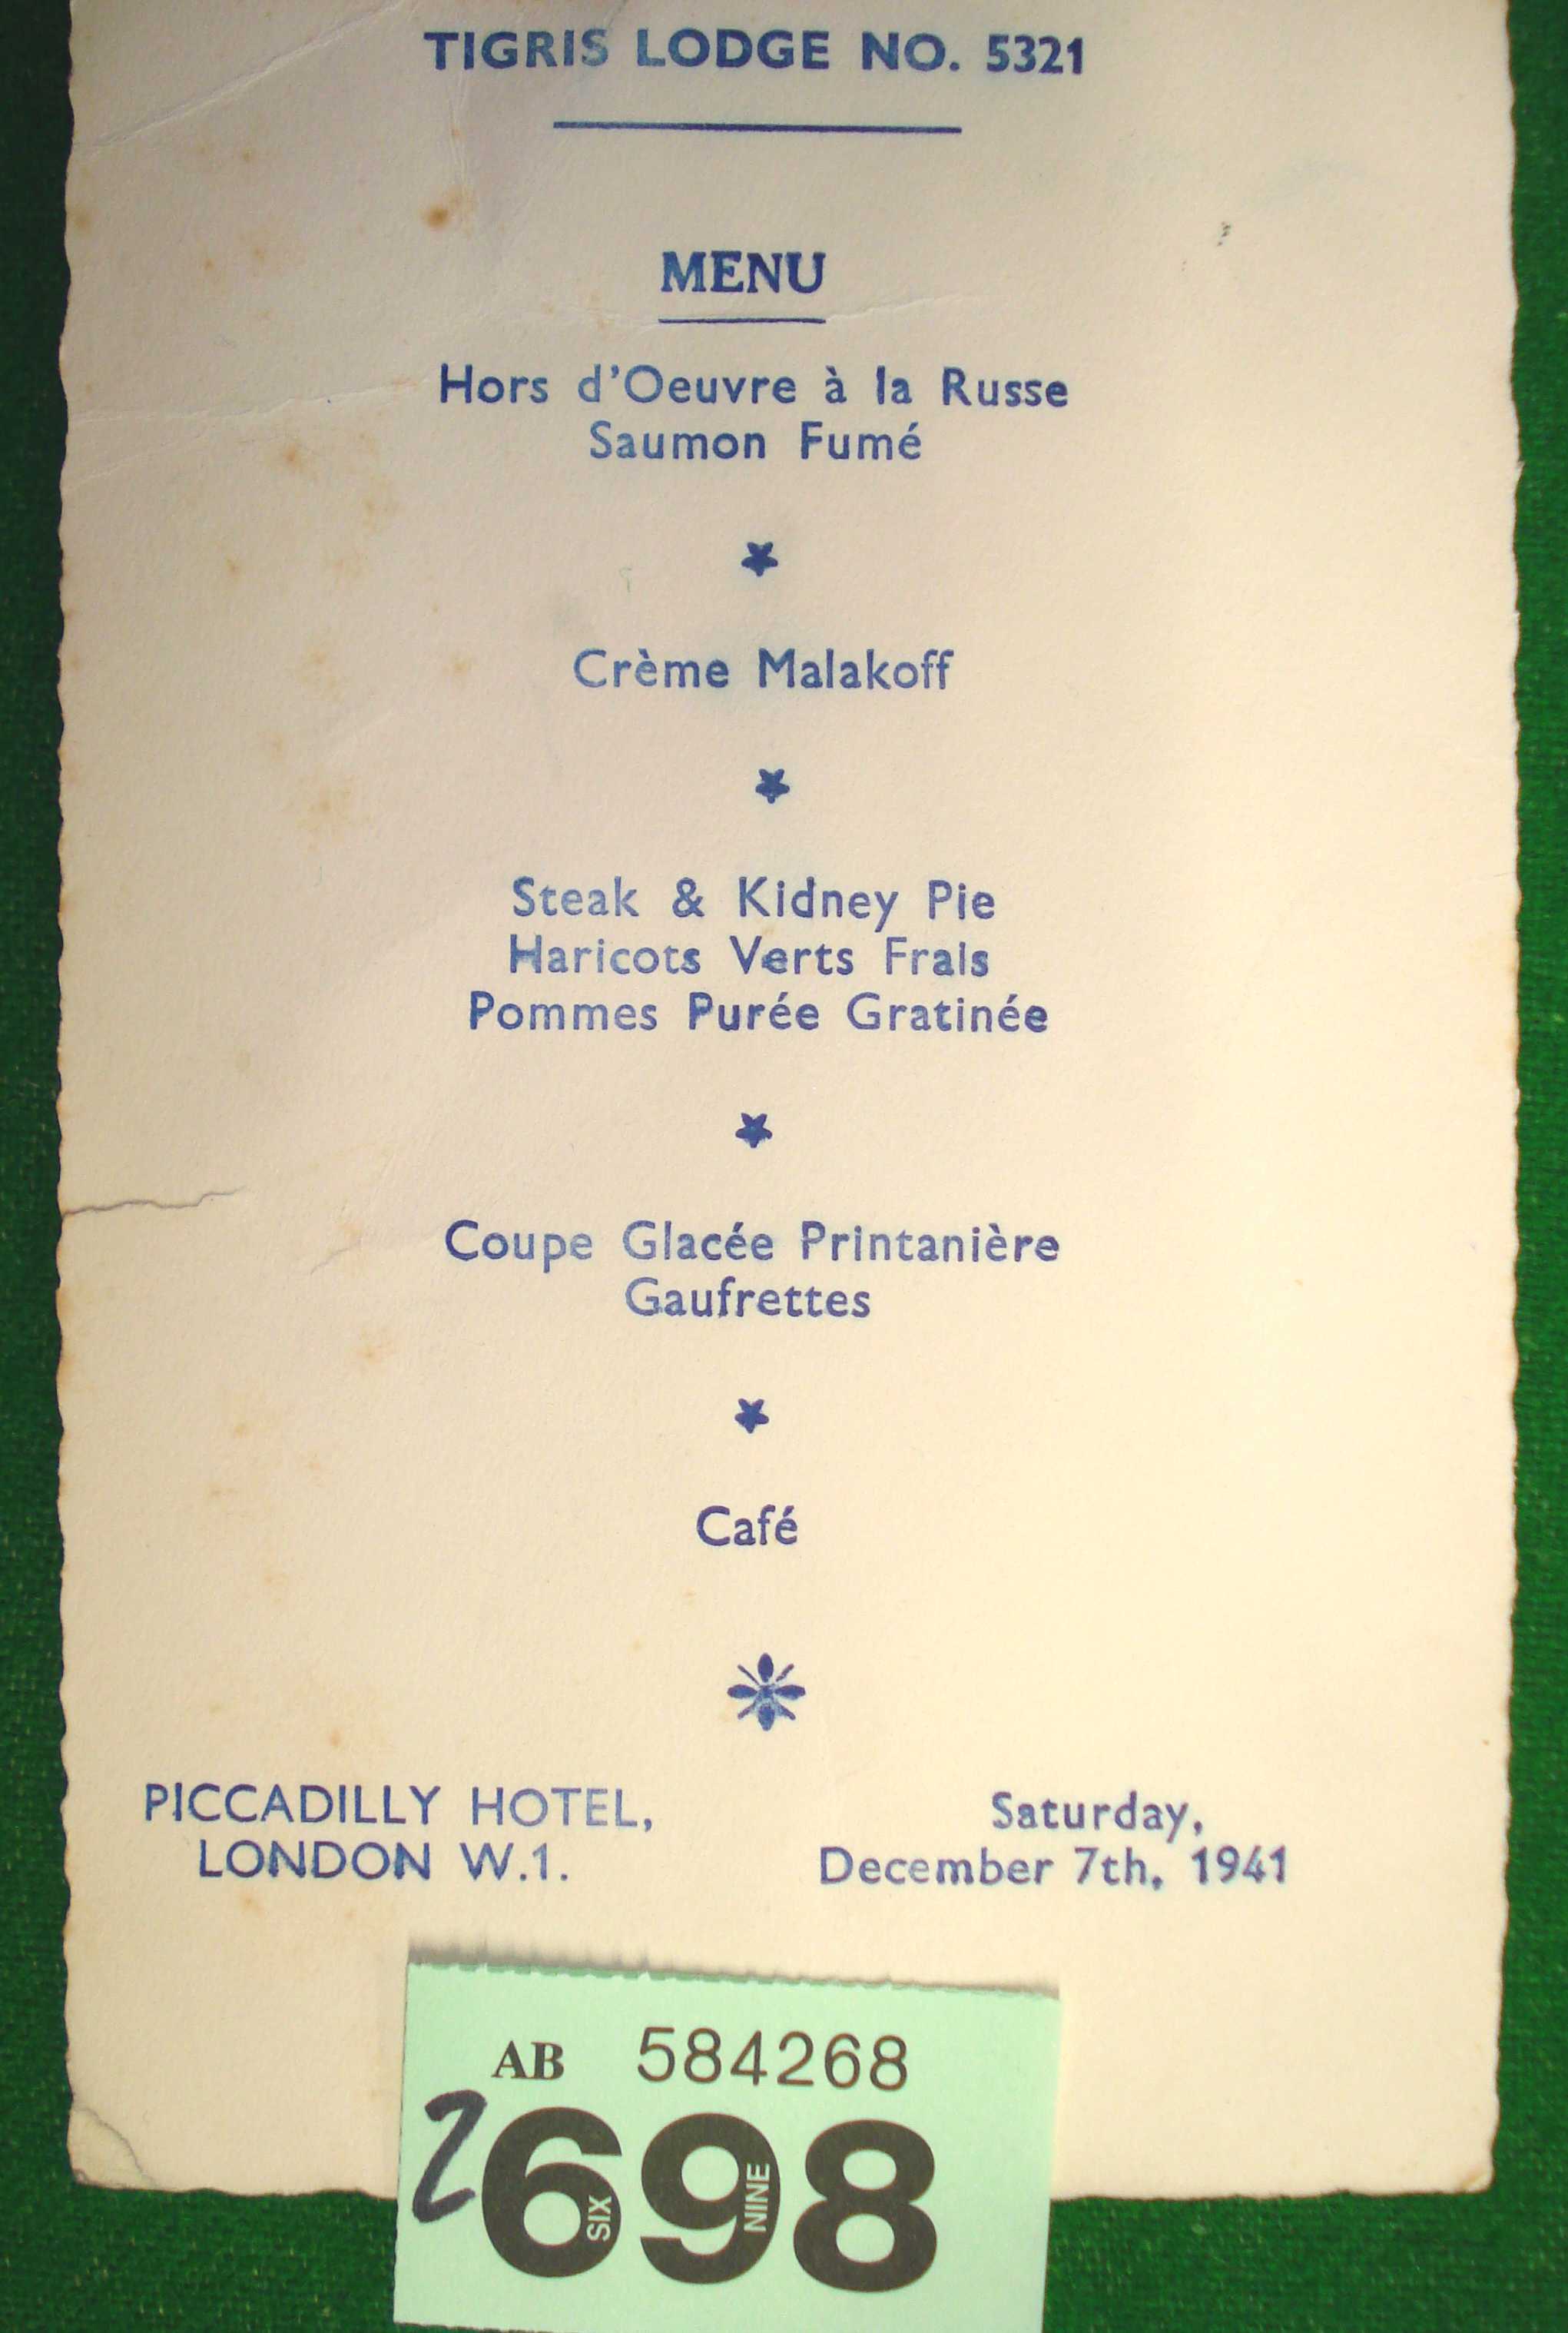 TIGRIS LODGE NO. 5321
MENU
Hors d'Oeuvre à la Russe
Saumon Fumé
Crème Malakoff
Steak & Kidney Pie
Haricots Verts Frais
Pommes Purée Gratinée
Coupe Glacée Printanière
Gaufrettes
Café
PICCADILLY HOTEL,
LONDON W.1.
Saturday,
December 7th, 1941
AB 584268
2698
SIX
NINE